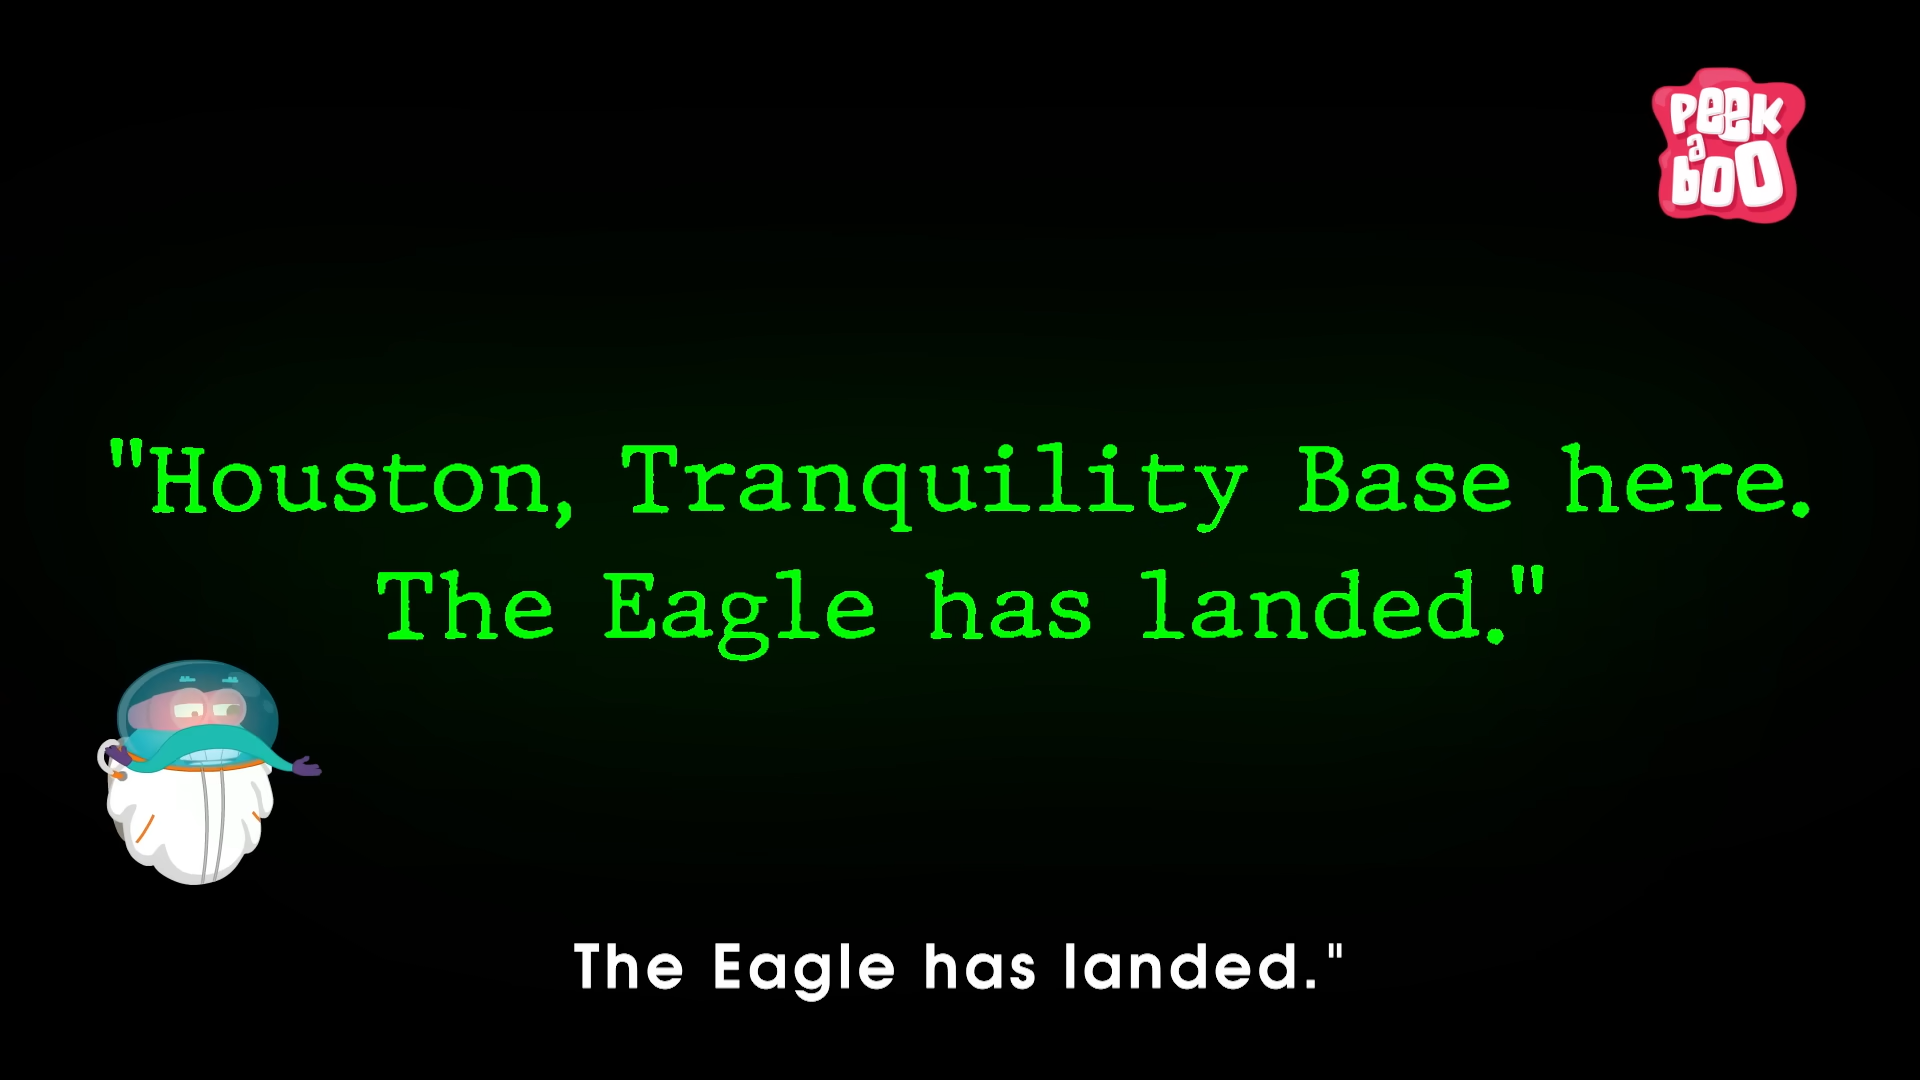 Peek
a
boo
"Houston, Tranquility Base here.
The Eagle has landed."
The Eagle has landed."